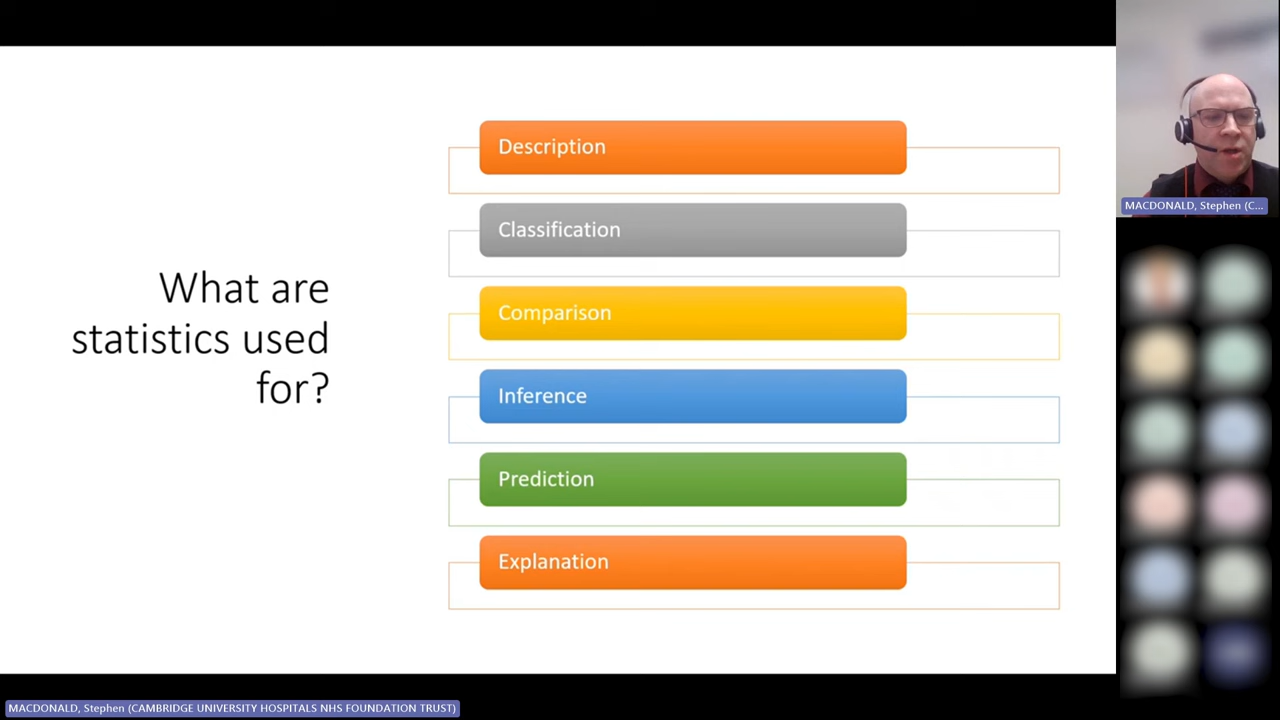 What are
statistics used
for?
Description
Classification
Comparison
Inference
Prediction
Explanation
MACDONALD, Stephen (C...
MACDONALD, Stephen (CAMBRIDGE UNIVERSITY HOSPITALS NHS FOUNDATION TRUST)